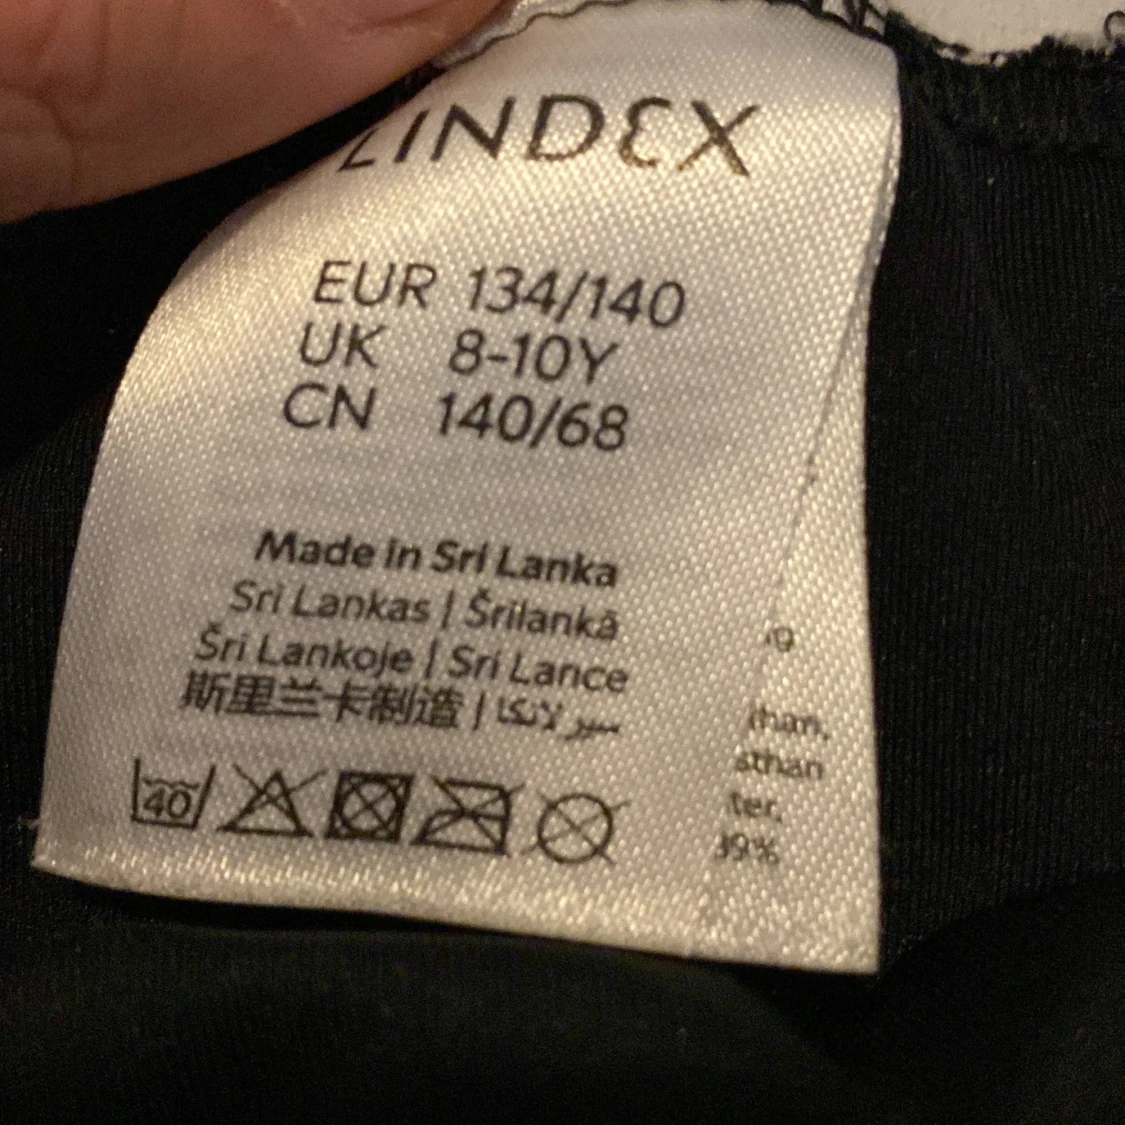 LINDEX
EUR 134/140
UK 8-10Y
CN 140/68
Made in Sri Lanka
Sri Lankas | Šrilankā
Šri Lankoje | Sri Lance
斯里兰卡制造 | سريلانكا
40